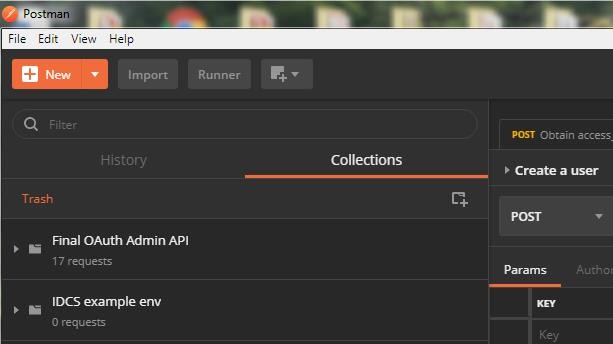 Postman
File Edit View Help
New Import Runner
Filter
History Collections
Trash
Final OAuth Admin API
17 requests
IDCS example env
0 requests
POST Obtain access_
Create a user
POST
Params Autho
KEY
Key